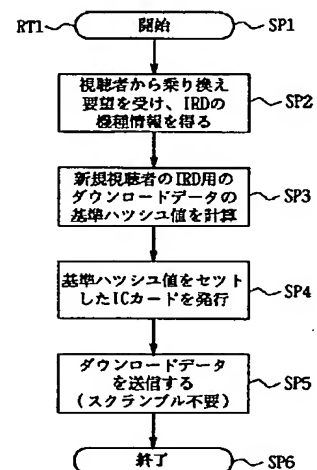 RT1
開始
SP1
視聴者から乗り換え
要望を受け、IRDの
機種情報を得る
SP2
新規視聴者のIRD用の
ダウンロードデータの
基準ハツシユ値を計算
SP3
基準ハツシユ値をセツト
したICカードを発行
SP4
ダウンロードデータ
を送信する
(スクランブル不要)
SP5
終了
SP6